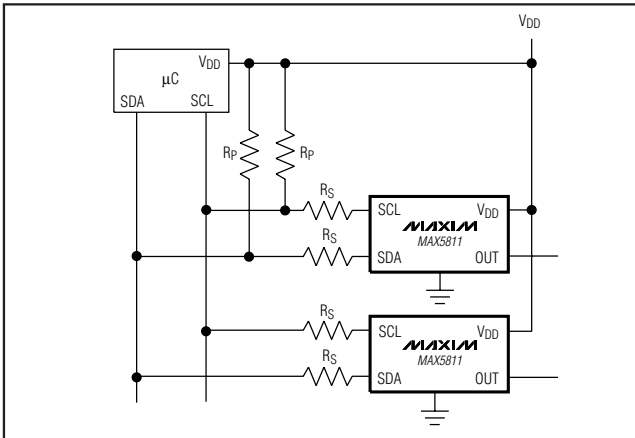 VDD
µC
VDD
SDA
SCL
RP
RP
RS
SCL
VDD
MAXIM
MAX5811
RS
SDA
OUT
RS
SCL
VDD
MAXIM
MAX5811
RS
SDA
OUT